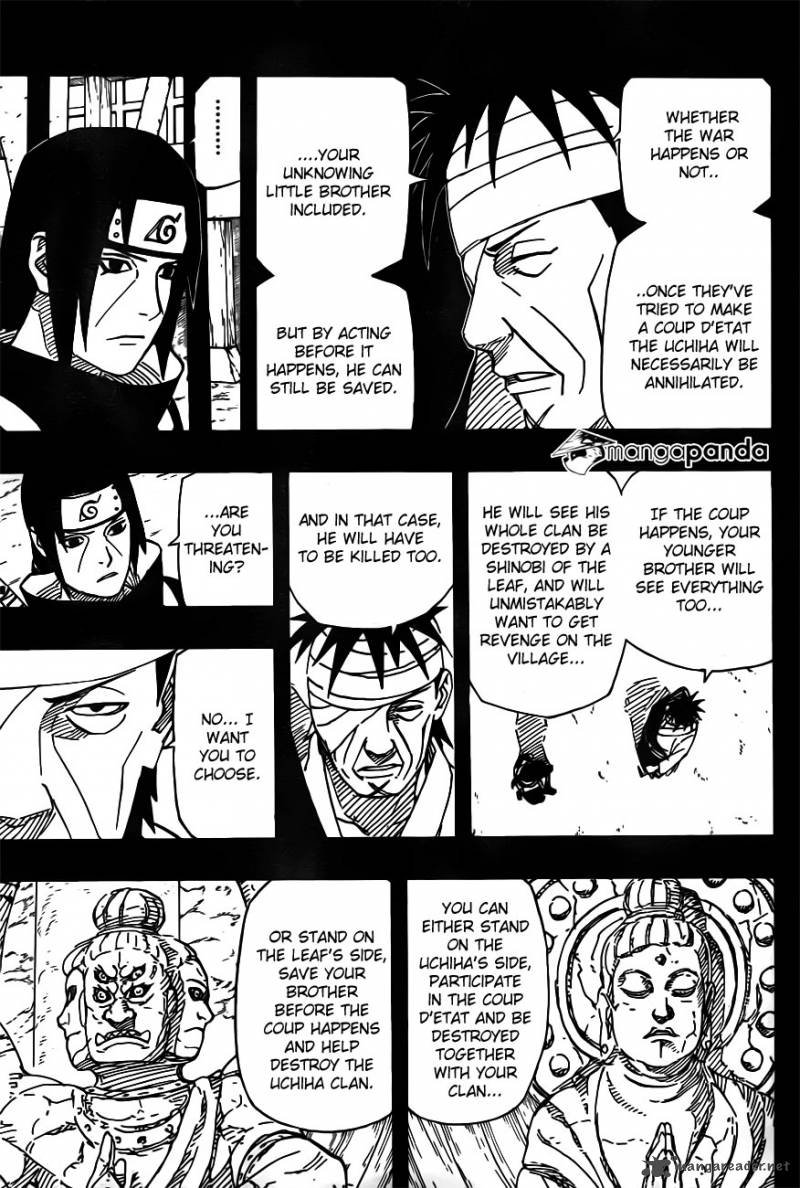 WHETHER
THE WAR
HAPPENS OR
NOT..
..ONCE THEY'VE
TRIED TO MAKE
A COUP D'ETAT
THE UCHIHA WILL
NECESSARILY BE
ANNIHILATED.
....YOUR
UNKNOWING
LITTLE BROTHER
INCLUDED.
BUT BY ACTING
BEFORE IT
HAPPENS, HE CAN
STILL BE SAVED.
.........
mangapanda
IF THE COUP
HAPPENS, YOUR
YOUNGER
BROTHER WILL
SEE EVERYTHING
TOO...
HE WILL SEE HIS
WHOLE CLAN BE
DESTROYED BY A
SHINOBI OF THE
LEAF, AND WILL
UNMISTAKABLY
WANT TO GET
REVENGE ON THE
VILLAGE...
AND IN THAT CASE,
HE WILL HAVE
TO BE KILLED TOO.
...ARE
YOU
THREATEN-
ING?
NO... I
WANT YOU TO
CHOOSE.
YOU CAN
EITHER STAND
ON THE
UCHIHA'S SIDE,
PARTICIPATE
IN THE COUP
D'ETAT AND BE
DESTROYED
TOGETHER
WITH YOUR
CLAN...
OR STAND ON
THE LEAF'S SIDE,
SAVE YOUR
BROTHER
BEFORE THE
COUP HAPPENS
AND HELP
DESTROY THE
UCHIHA CLAN.
mangareader.net